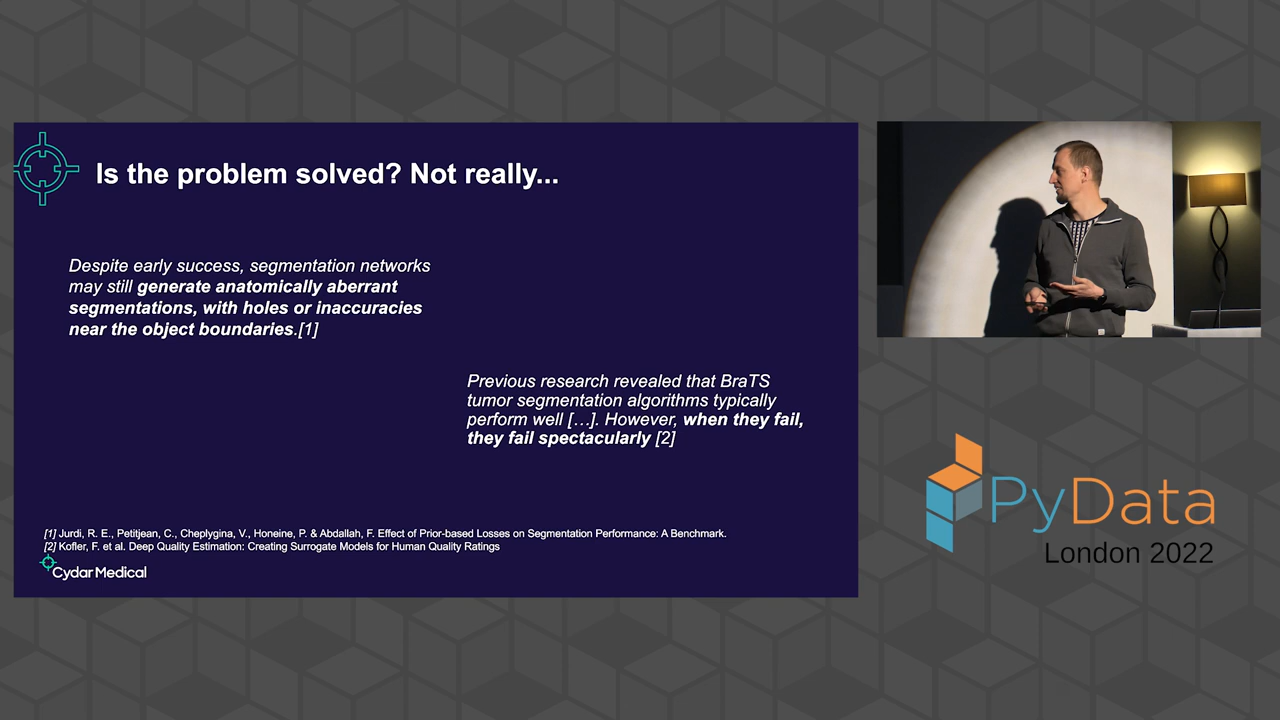 Is the problem solved? Not really...
Despite early success, segmentation networks
may still generate anatomically aberrant
segmentations, with holes or inaccuracies
near the object boundaries.[1]
Previous research revealed that BraTS
tumor segmentation algorithms typically
perform well […]. However, when they fail,
they fail spectacularly [2]
[1] Jurdi, R. E., Petitjean, C., Cheplygina, V., Honeine, P. & Abdallah, F. Effect of Prior-based Losses on Segmentation Performance: A Benchmark.
[2] Kofler, F. et al. Deep Quality Estimation: Creating Surrogate Models for Human Quality Ratings
Cydar Medical
PyData
London 2022